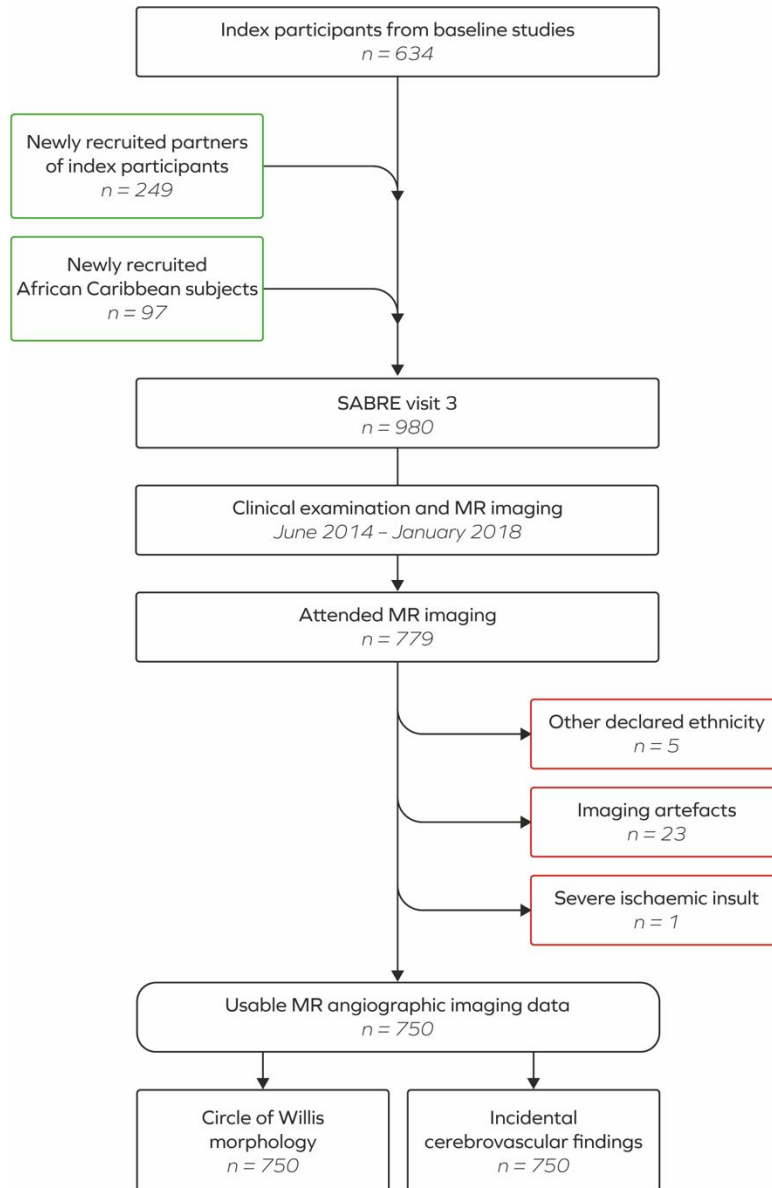 Index participants from baseline studies
n = 634
Newly recruited partners
of index participants
n = 249
Newly recruited
African Caribbean subjects
n = 97
SABRE visit 3
n = 980
Clinical examination and MR imaging
June 2014 – January 2018
Attended MR imaging
n = 779
Other declared ethnicity
n = 5
Imaging artefacts
n = 23
Severe ischaemic insult
n = 1
Usable MR angiographic imaging data
n = 750
Circle of Willis
morphology
n = 750
Incidental
cerebrovascular findings
n = 750